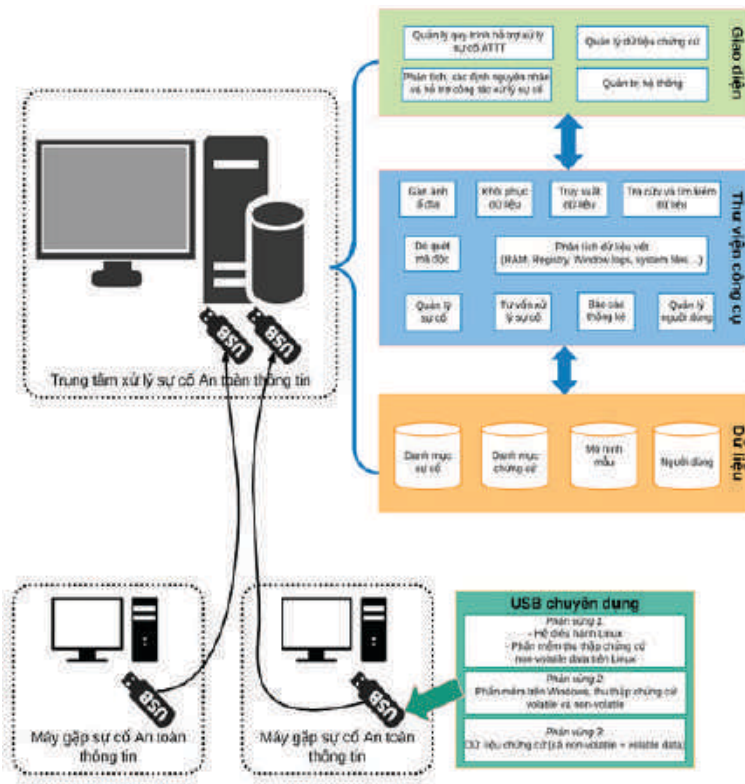 Quản lý quy trình hỗ trợ xử lý
sự cố ATTT
Quản lý dữ liệu chứng cứ
Phân tích, xác định nguyên nhân
và hỗ trợ công tác xử lý sự cố
Quản trị hệ thống
Giao diện
Gán ảnh
ổ đĩa
Khôi phục
dữ liệu
Truy xuất
dữ liệu
Tra cứu và tìm kiếm
dữ liệu
Dò quét
mã độc
Phân tích dữ liệu vết
(RAM, Registry, Window logs, system files ...)
Quản lý
sự cố
Tư vấn xử
lý sự cố
Báo cáo
thống kê
Quản lý
người dùng
Thư viện công cụ
USB
USB
Trung tâm xử lý sự cố An toàn thông tin
Danh mục
sự cố
Danh mục
chứng cứ
Mô hình
mẫu
Người dùng
Dữ liệu
USB
Máy gặp sự cố An toàn
thông tin
USB
Máy gặp sự cố An toàn
thông tin
USB chuyên dụng
Phân vùng 1:
- Hệ điều hành Linux
- Phần mềm thu thập chứng cứ
non-volatile data trên Linux
Phân vùng 2:
Phần mềm trên Windows, thu thập chứng cứ
volatile và non-volatile
Phân vùng 3:
Dữ liệu chứng cứ (cả non-volatile + volatile data)